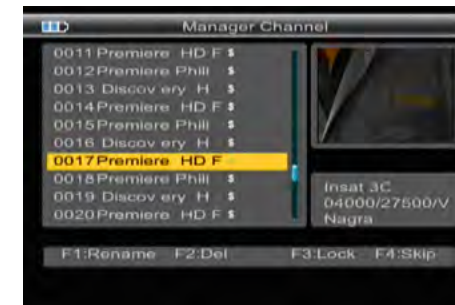 Manager Channel
0011 Premiere HD F $
0012 Premiere Phili $
0013 Discov ery H $
0014 Premiere HD F $
0015 Premiere Phili $
0016 Discov ery H $
0017 Premiere HD F
0018 Premiere Phili $
0019 Discov ery H $
0020 Premiere HD F $
Insat 3C
04000/27500/V
Nagra
F1:Rename F2:Del F3:Lock F4:Skip